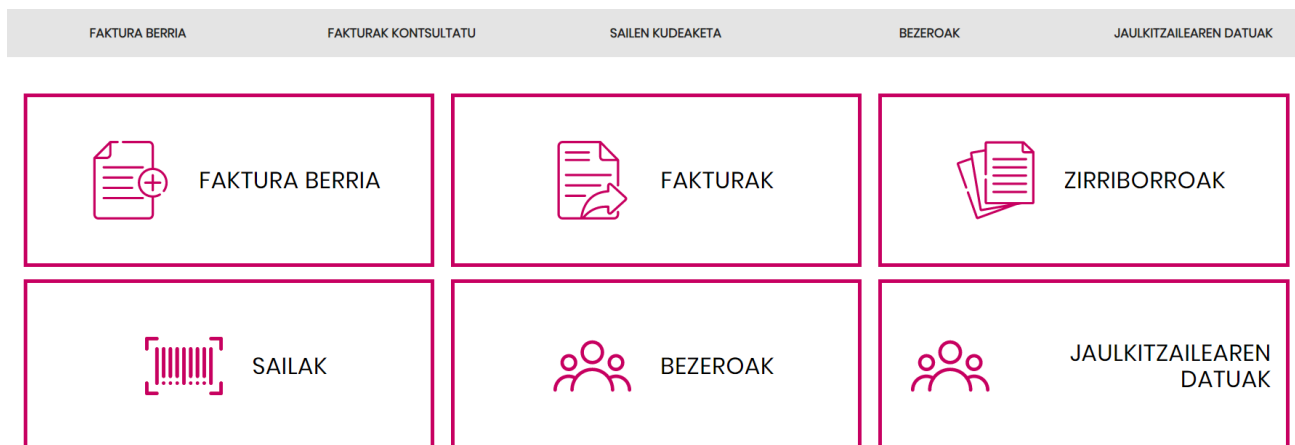 FAKTURA BERRIA
FAKTURAK KONTSULTATU
SAILEN KUDEAKETA
BEZEROAK
JAULKITZAILEAREN DATUAK
FAKTURA BERRIA
FAKTURAK
ZIRRIBORROAK
SAILAK
BEZEROAK
JAULKITZAILEAREN
DATUAK